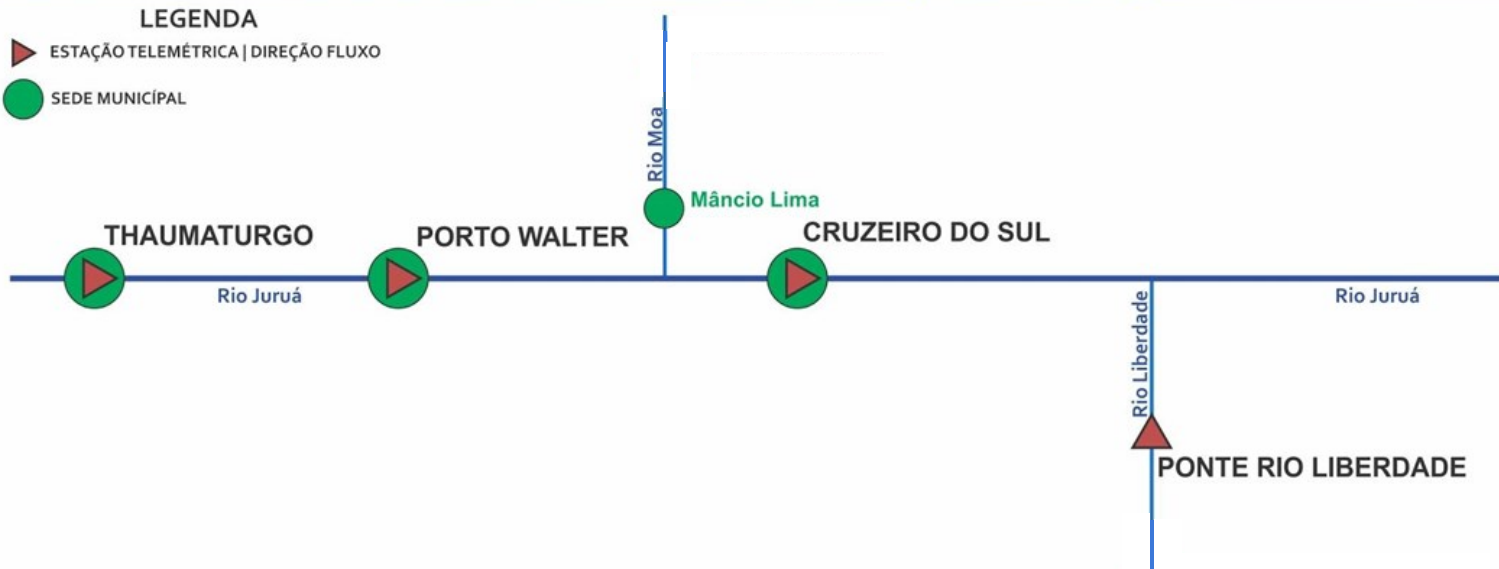 LEGENDA
ESTAÇÃO TELEMÉTRICA | DIREÇÃO FLUXO
SEDE MUNICÍPAL
Rio Moa
Mâncio Lima
THAUMATURGO
PORTO WALTER
CRUZEIRO DO SUL
Rio Juruá
Rio Juruá
Rio Liberdade
PONTE RIO LIBERDADE